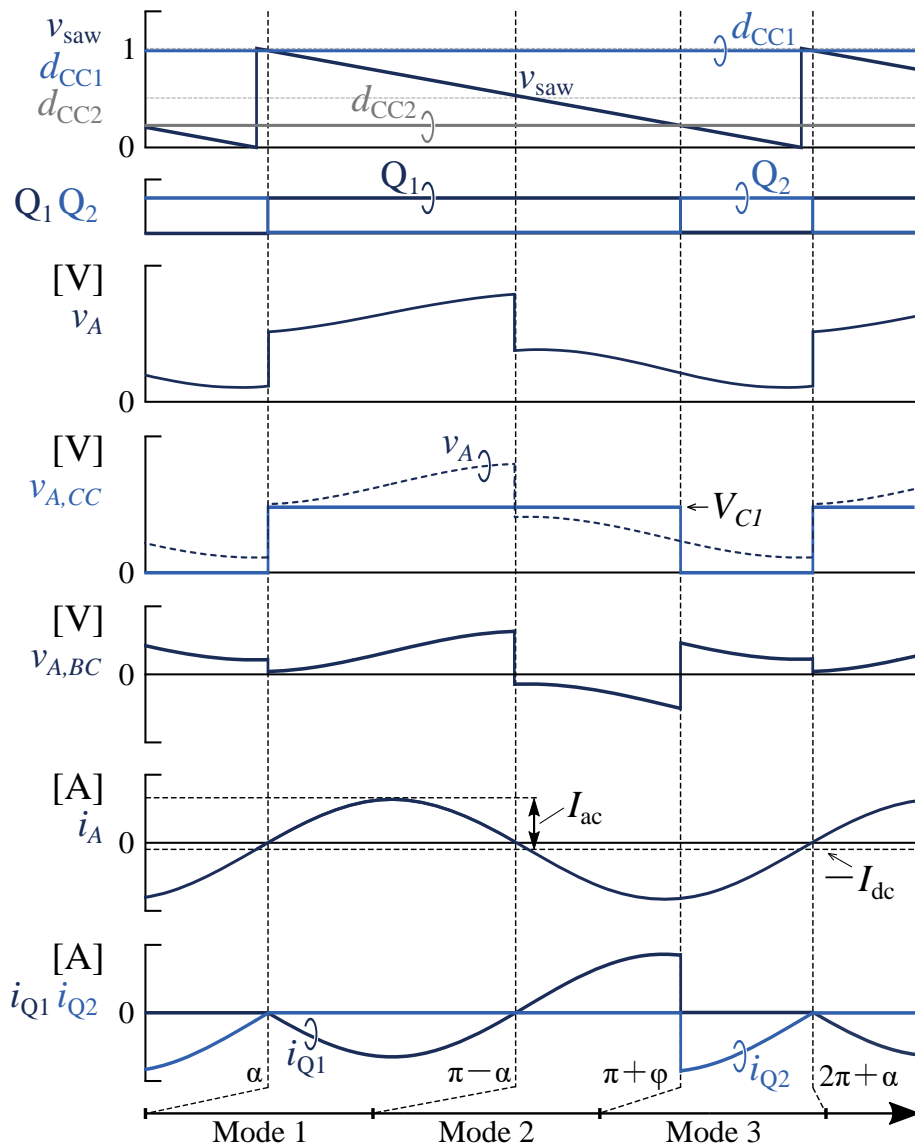 v_saw
1
d_CC1
d_CC1
v_saw
d_CC2
d_CC2
0
Q_1 Q_2
Q_1
Q_2
[V]
v_A
0
[V]
v_A
v_A,CC
V_C1
0
[V]
v_A,BC
0
[A]
i_A
I_ac
0
— I_dc
[A]
i_Q1 i_Q2
0
i_Q1
i_Q2
α
π−α
π+φ
2π+α
Mode 1
Mode 2
Mode 3